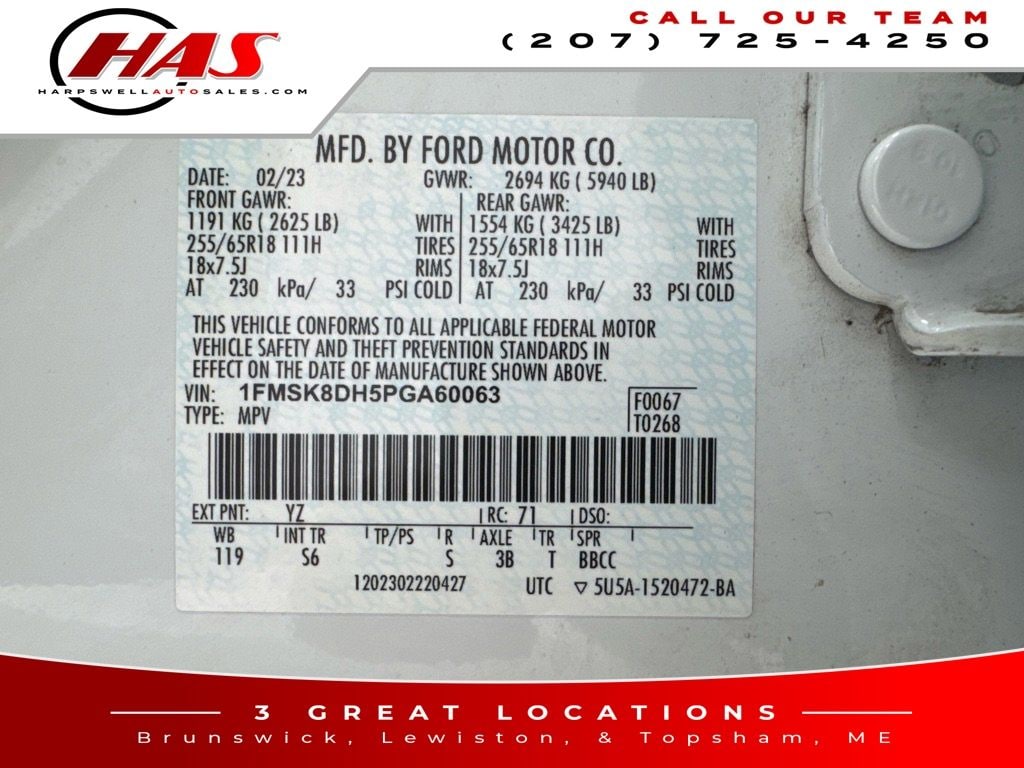 HAS
HARPSWELLAUTOSALES.COM
CALL OUR TEAM
(207) 725-4250
MFD. BY FORD MOTOR CO.
DATE: 02/23 GVWR: 2694 KG ( 5940 LB)
FRONT GAWR: REAR GAWR:
1191 KG ( 2625 LB) WITH 1554 KG ( 3425 LB) WITH
255/65R18 111H TIRES 255/65R18 111H TIRES
18x7.5J RIMS 18x7.5J RIMS
AT 230 kPa/ 33 PSI COLD AT 230 kPa/ 33 PSI COLD
THIS VEHICLE CONFORMS TO ALL APPLICABLE FEDERAL MOTOR
VEHICLE SAFETY AND THEFT PREVENTION STANDARDS IN
EFFECT ON THE DATE OF MANUFACTURE SHOWN ABOVE.
VIN: 1FMSK8DH5PGA60063
TYPE: MPV
F0067
T0268
EXT PNT: YZ RC: 71 DSO:
WB INT TR TP/PS R AXLE TR SPR
119 S6 S 3B T BBCC
1202302220427 UTC ▽ 5U5A-1520472-BA
3 GREAT LOCATIONS
Brunswick, Lewiston, & Topsham, ME